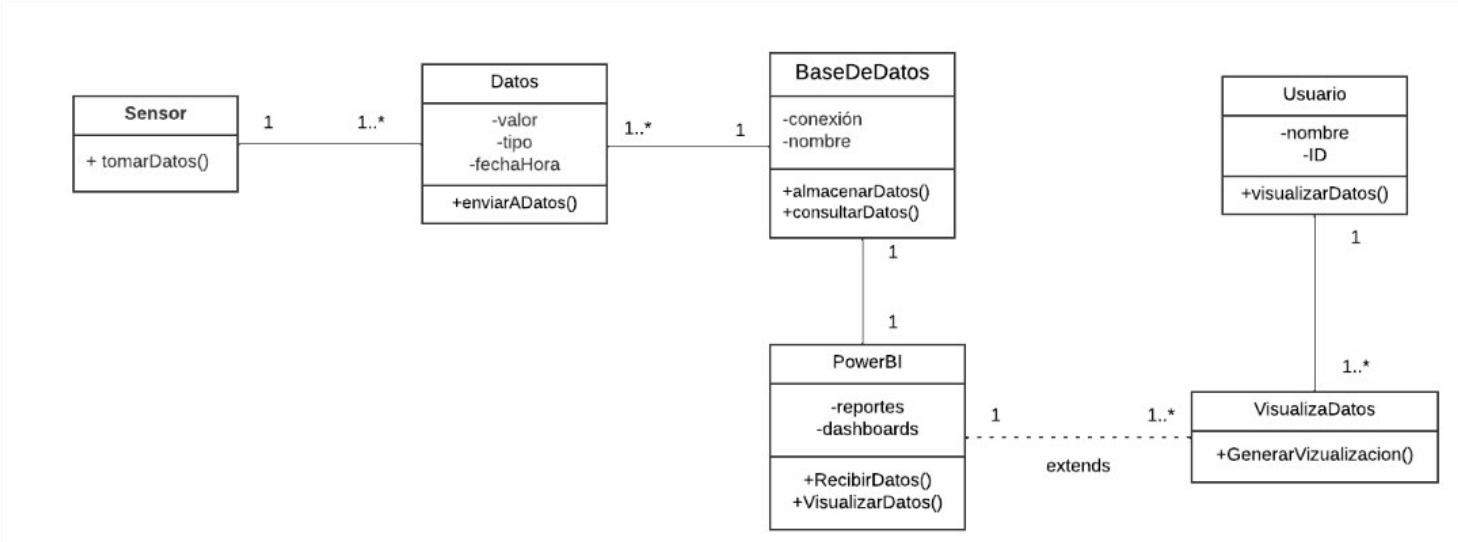 Sensor
+ tomarDatos()
1
1..*
Datos
-valor
-tipo
-fechaHora
+enviarADatos()
1..*
1
BaseDeDatos
-conexión
-nombre
+almacenarDatos()
+consultarDatos()
1
1
PowerBI
-reportes
-dashboards
+RecibirDatos()
+VisualizarDatos()
1
1..*
extends
Usuario
-nombre
-ID
+visualizarDatos()
1
1..*
VisualizaDatos
+GenerarVizualizacion()